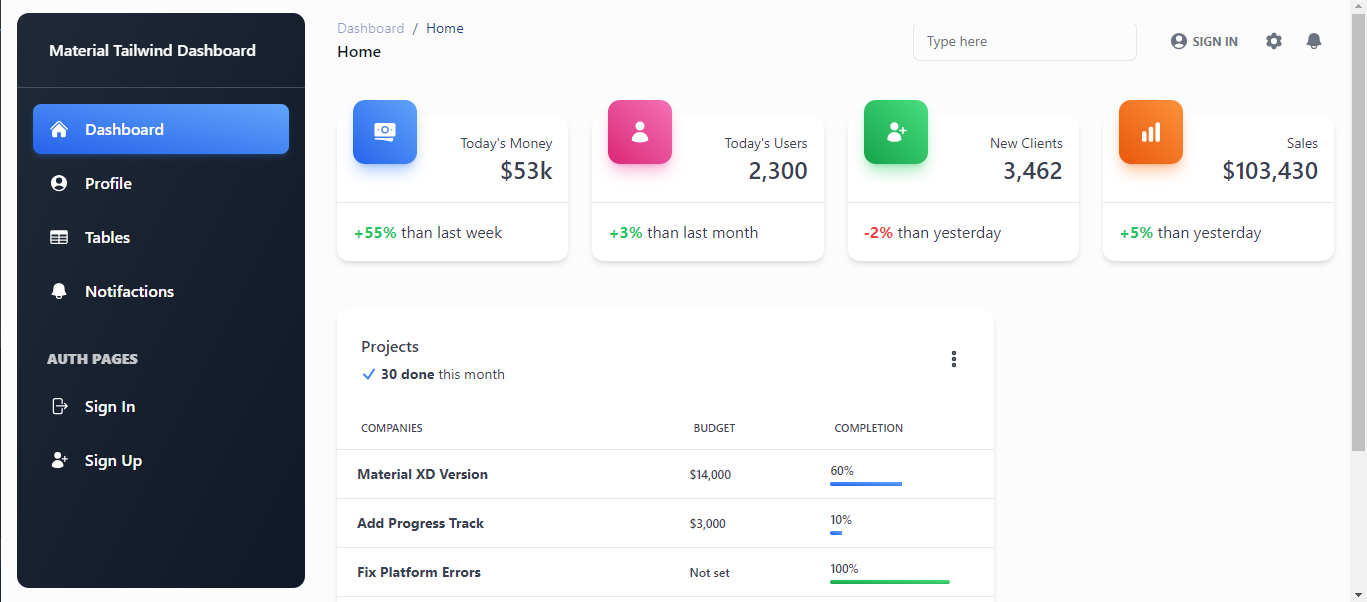 Material Tailwind Dashboard
Dashboard
Profile
Tables
Notifactions
AUTH PAGES
Sign In
Sign Up
Dashboard / Home
Home
Type here
SIGN IN
Today's Money
$53k
+55% than last week
Today's Users
2,300
+3% than last month
New Clients
3,462
-2% than yesterday
Sales
$103,430
+5% than yesterday
Projects
30 done this month
COMPANIES BUDGET COMPLETION
Material XD Version $14,000 60%
Add Progress Track $3,000 10%
Fix Platform Errors Not set 100%